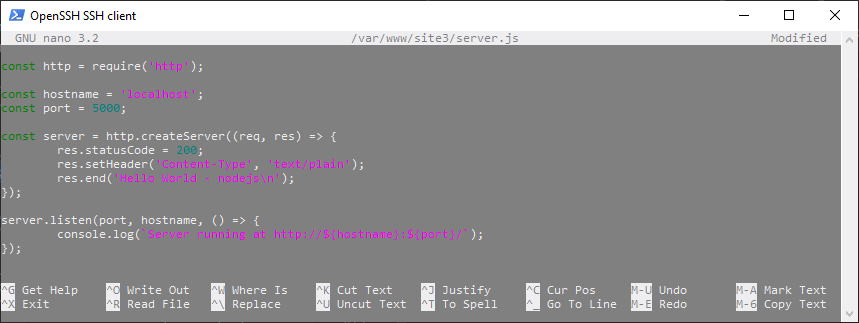 OpenSSH SSH client
GNU nano 3.2 /var/www/site3/server.js Modified
const http = require('http');
const hostname = 'localhost';
const port = 5000;
const server = http.createServer((req, res) => {
res.statusCode = 200;
res.setHeader('Content-Type', 'text/plain');
res.end('Hello World - nodejs\n');
});
server.listen(port, hostname, () => {
console.log(`Server running at http://${hostname}:${port}/`);
});
^G Get Help ^O Write Out ^W Where Is ^K Cut Text ^J Justify ^C Cur Pos M-U Undo M-A Mark Text
^X Exit ^R Read File ^\ Replace ^U Uncut Text ^T To Spell ^_ Go To Line M-E Redo M-6 Copy Text